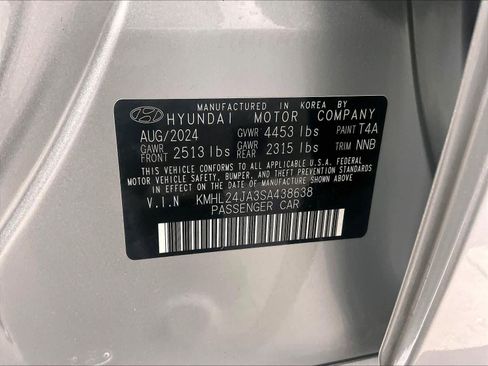 MANUFACTURED IN KOREA BY
HYUNDAI MOTOR COMPANY
AUG/2024 GVWR 4453 lbs PAINT T4A
GAWR FRONT 2513 lbs GAWR REAR 2315 lbs TRIM NNB
THIS VEHICLE CONFORMS TO ALL APPLICABLE U.S.A. FEDERAL
MOTOR VEHICLE SAFETY, BUMPER, AND THEFT PREVENTION STANDARDS
IN EFFECT ON THE DATE OF MANUFACTURE SHOWN ABOVE.
V.I.N KMHL24JA3SA438638
PASSENGER CAR